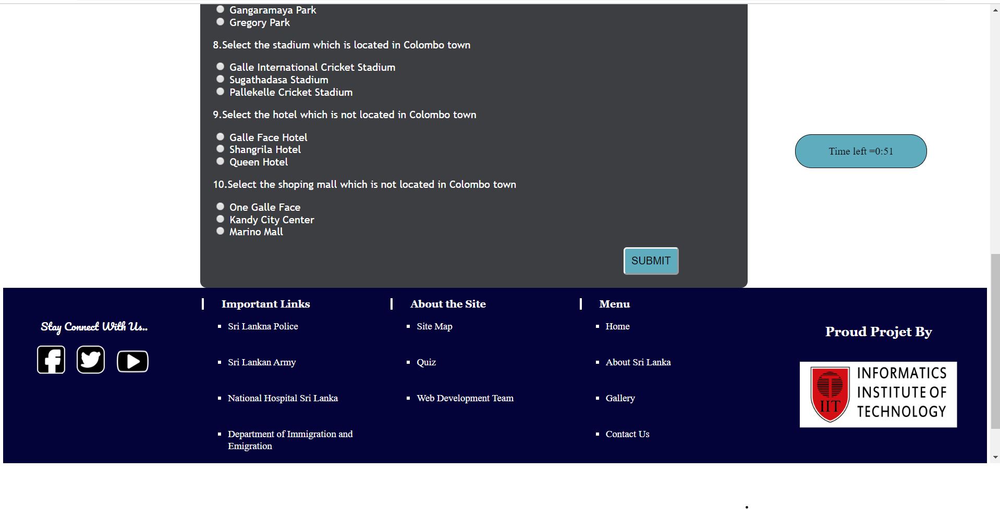 Gangaramaya Park
Gregory Park
8.Select the stadium which is located in Colombo town
Galle International Cricket Stadium
Sugathadasa Stadium
Pallekelle Cricket Stadium
9.Select the hotel which is not located in Colombo town
Galle Face Hotel
Shangrila Hotel
Queen Hotel
Time left =0:51
10.Select the shoping mall which is not located in Colombo town
One Galle Face
Kandy City Center
Marino Mall
SUBMIT
Stay Connect With Us..
Important Links
Sri Lankna Police
Sri Lankan Army
National Hospital Sri Lanka
Department of Immigration and
Emigration
About the Site
Site Map
Quiz
Web Development Team
Menu
Home
About Sri Lanka
Gallery
Contact Us
Proud Projet By
IIT
INFORMATICS
INSTITUTE OF
TECHNOLOGY